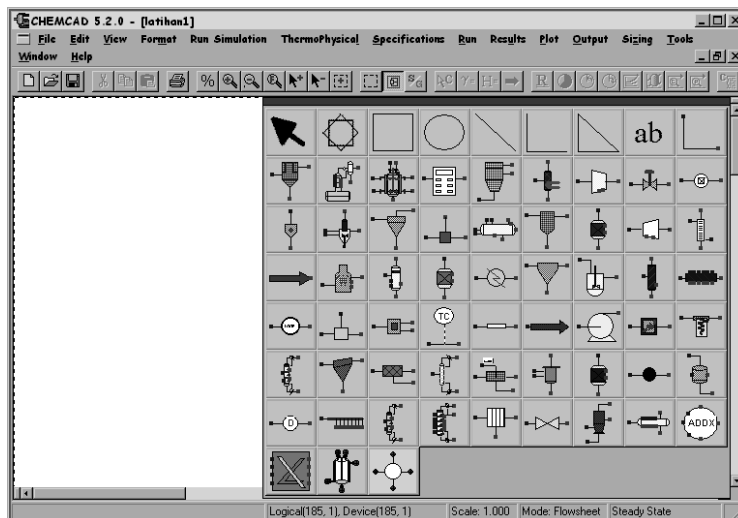 CHEMCAD 5.2.0 - [latihan1]
File Edit View Format Run Simulation ThermoPhysical Specifications Run Results Plot Output Sizing Tools
Window Help
% R
ab
TC
D
ADDX
Logical(185, 1), Device(185, 1) Scale: 1.000 Mode: Flowsheet Steady State